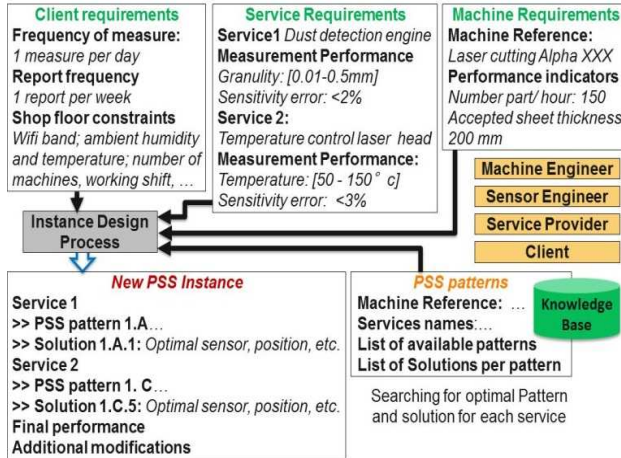 Client requirements
Frequency of measure:
1 measure per day
Report frequency
1 report per week
Shop floor constraints
Wifi band; ambient humidity
and temperature; number of
machines, working shift, …
Service Requirements
Service1 Dust detection engine
Measurement Performance
Granulity: [0.01-0.5mm]
Sensitivity error: <2%
Service 2:
Temperature control laser head
Measurement Performance:
Temperature: [50 - 150° c]
Sensitivity error: <3%
Machine Requirements
Machine Reference:
Laser cutting Alpha XXX
Performance indicators
Number part/ hour: 150
Accepted sheet thickness
200 mm
Machine Engineer
Sensor Engineer
Service Provider
Client
Instance Design
Process
New PSS Instance
Service 1
>> PSS pattern 1.A…
>> Solution 1.A.1: Optimal sensor, position, etc.
Service 2
>> PSS pattern 1. C…
>> Solution 1.C.5: Optimal sensor, position, etc.
Final performance
Additional modifications
PSS patterns
Machine Reference: …
Services names:…
List of available patterns
List of Solutions per pattern
Knowledge
Base
Searching for optimal Pattern
and solution for each service